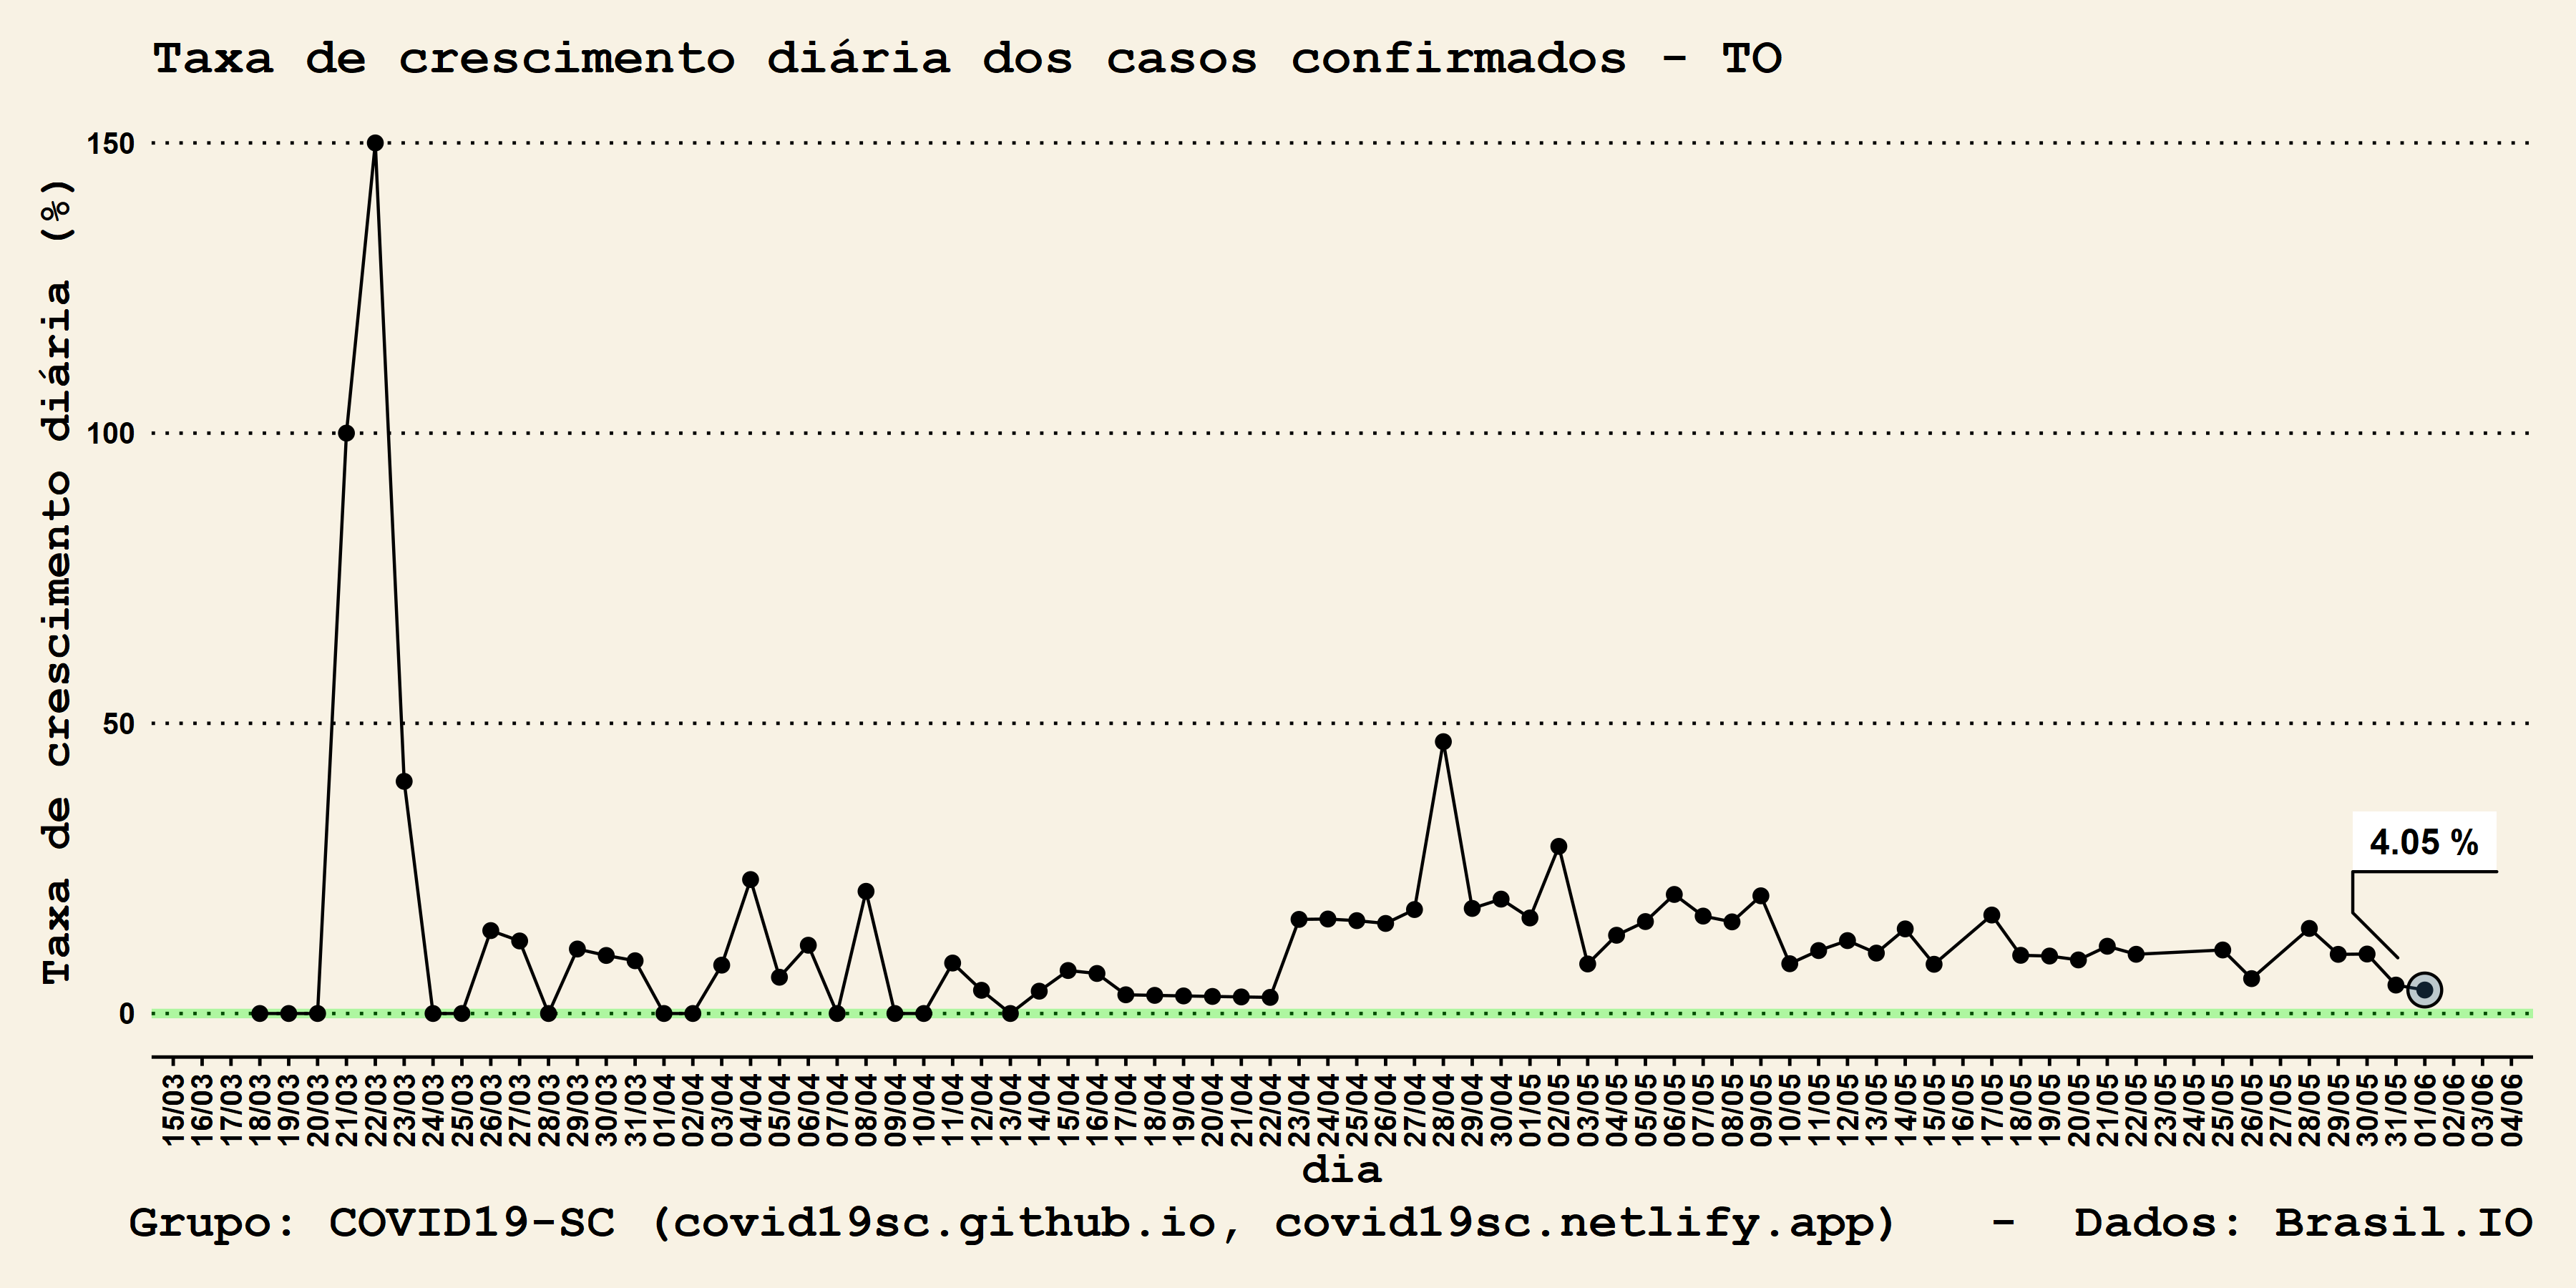 Taxa de crescimento diária dos casos confirmados - TO
Taxa de crescimento diária (%)
150
100
50
0
4.05 %
15/03 16/03 17/03 18/03 19/03 20/03 21/03 22/03 23/03 24/03 25/03 26/03 27/03 28/03 29/03 30/03 31/03 01/04 02/04 03/04 04/04 05/04 06/04 07/04 08/04 09/04 10/04 11/04 12/04 13/04 14/04 15/04 16/04 17/04 18/04 19/04 20/04 21/04 22/04 23/04 24/04 25/04 26/04 27/04 28/04 29/04 30/04 01/05 02/05 03/05 04/05 05/05 06/05 07/05 08/05 09/05 10/05 11/05 12/05 13/05 14/05 15/05 16/05 17/05 18/05 19/05 20/05 21/05 22/05 23/05 24/05 25/05 26/05 27/05 28/05 29/05 30/05 31/05 01/06 02/06 03/06 04/06
dia
Grupo: COVID19-SC (covid19sc.github.io, covid19sc.netlify.app) - Dados: Brasil.IO